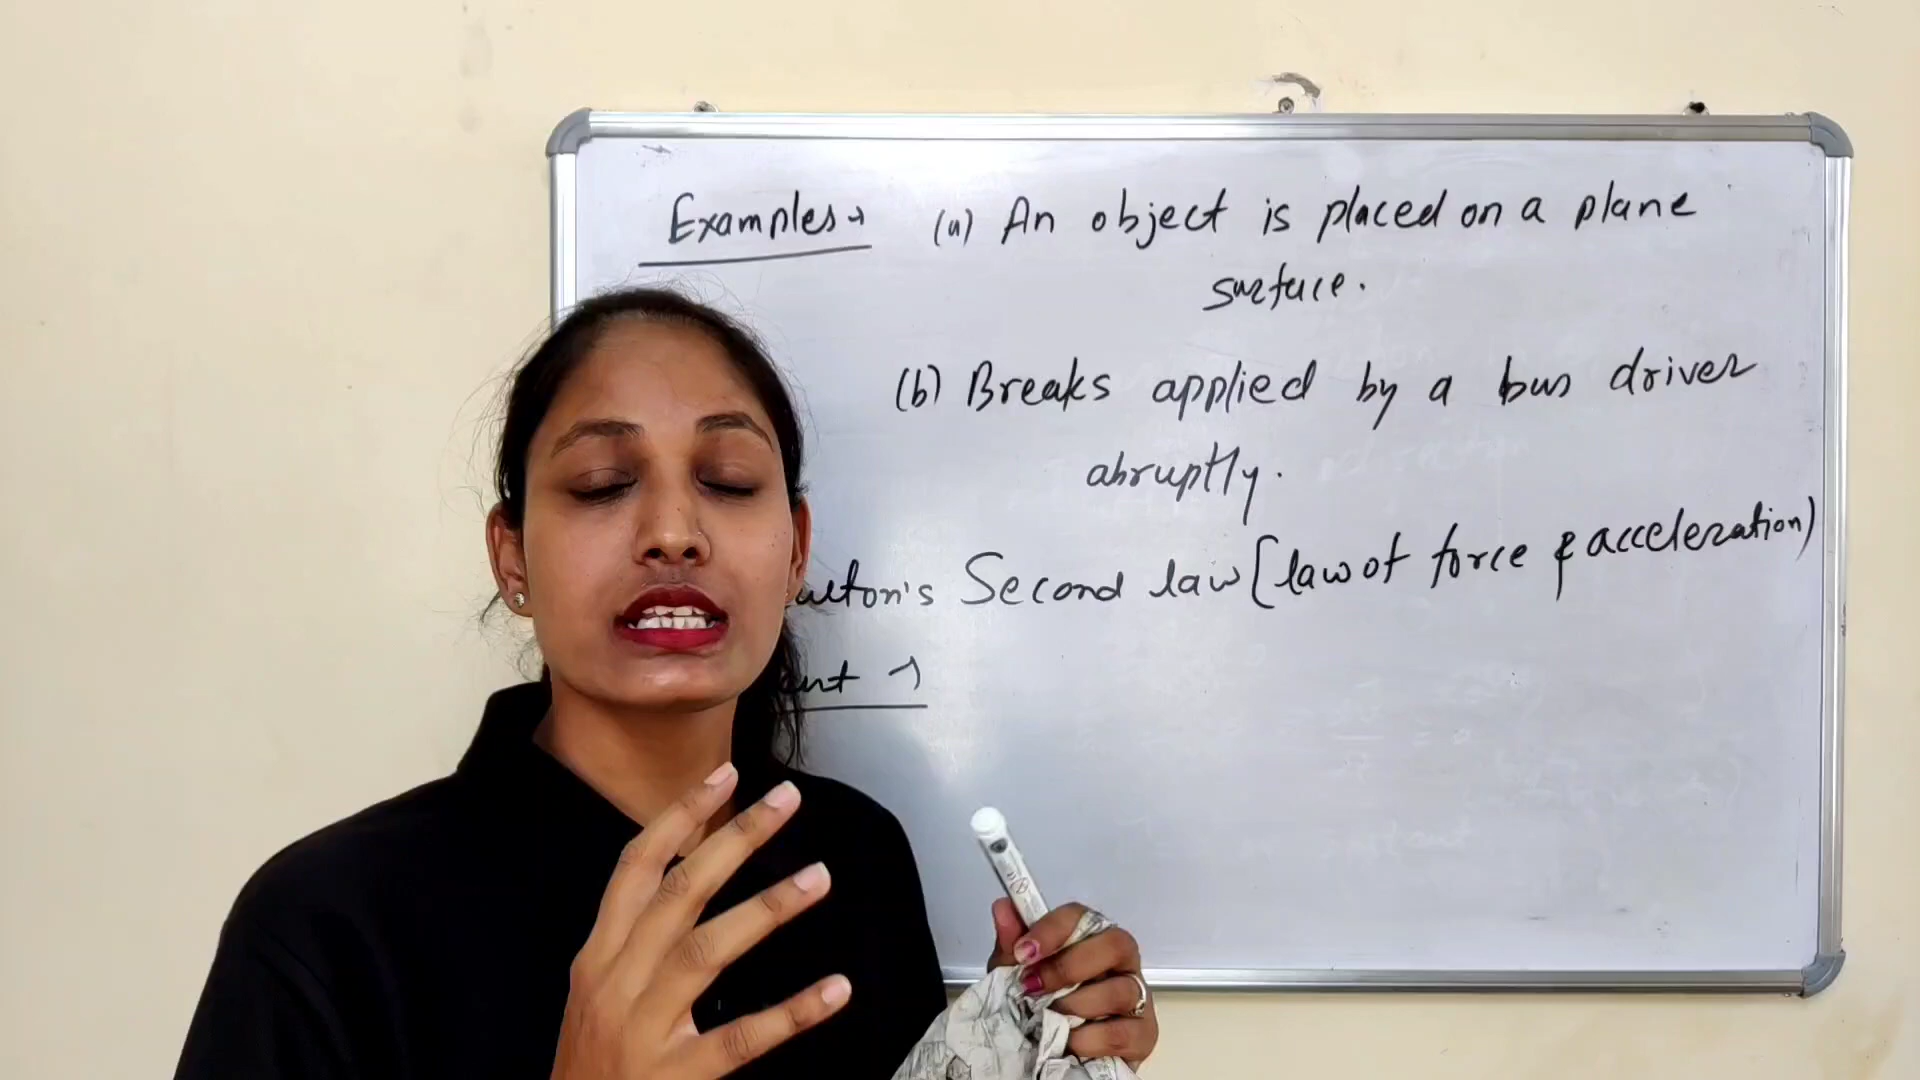 Examples → (a) An object is placed on a plane
surface.
(b) Breaks applied by a bus driver
abruptly.
Second law [law of force & acceleration)